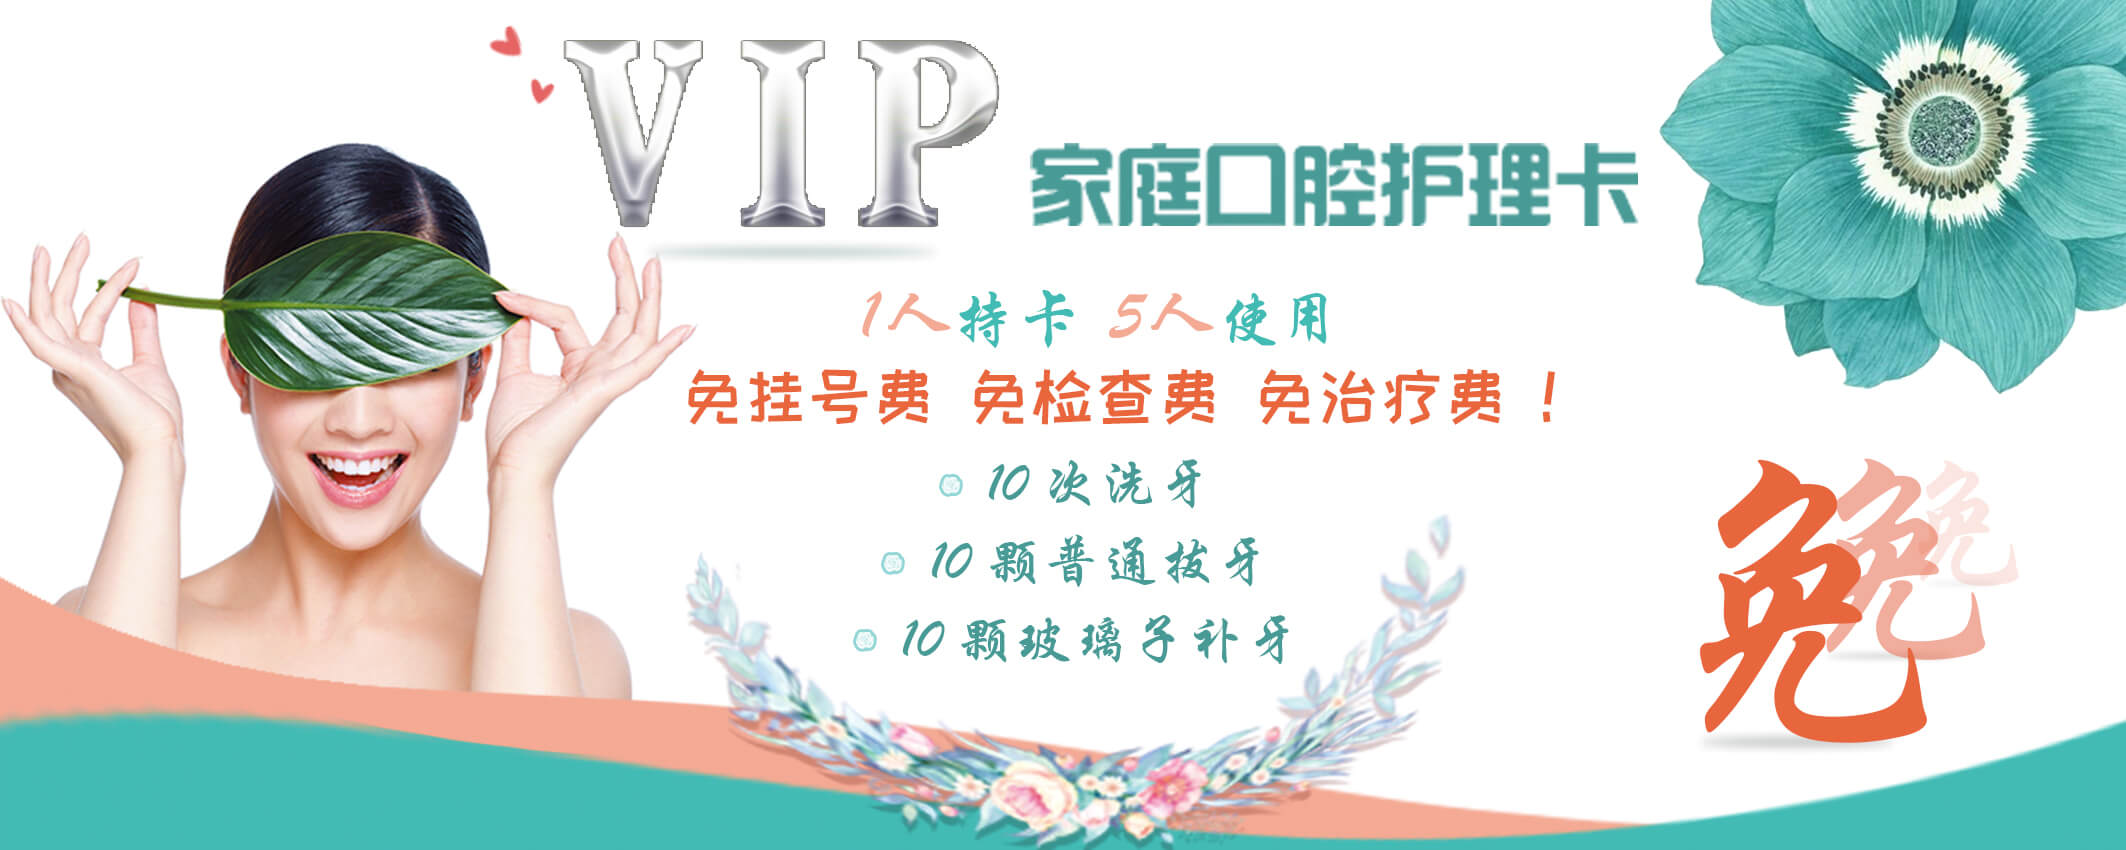 VIP 家庭口腔护理卡
1人持卡 5人使用
免挂号费 免检查费 免治疗费！
10次洗牙
10颗普通拔牙
10颗玻璃子补牙
免免免